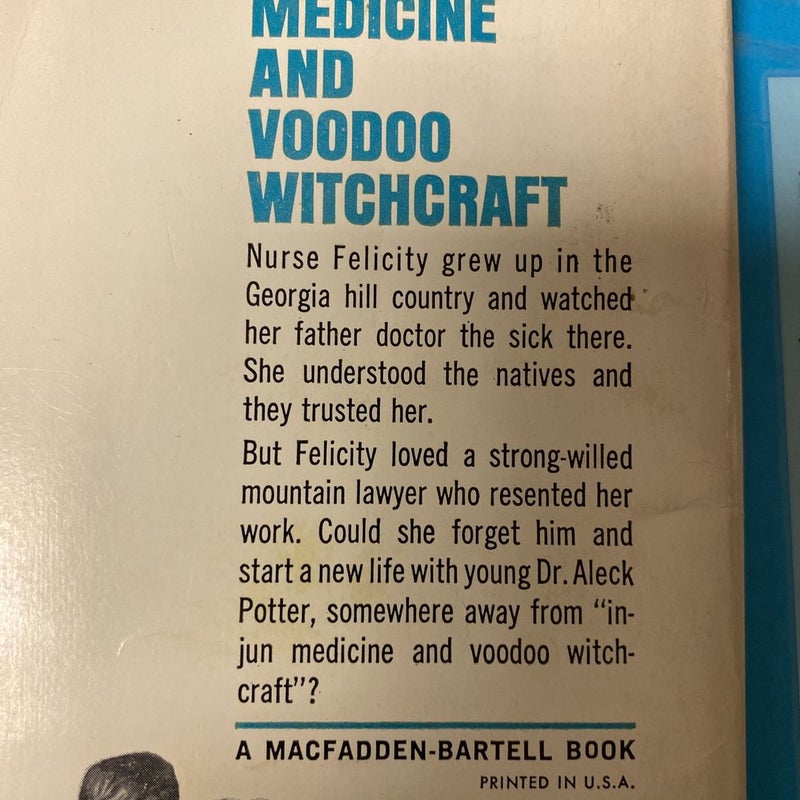 MEDICINE
AND
VOODOO
WITCHCRAFT
Nurse Felicity grew up in the
Georgia hill country and watched
her father doctor the sick there.
She understood the natives and
they trusted her.
But Felicity loved a strong-willed
mountain lawyer who resented her
work. Could she forget him and
start a new life with young Dr. Aleck
Potter, somewhere away from "in-
jun medicine and voodoo witch-
craft"?
A MACFADDEN-BARTELL BOOK
PRINTED IN U.S.A.